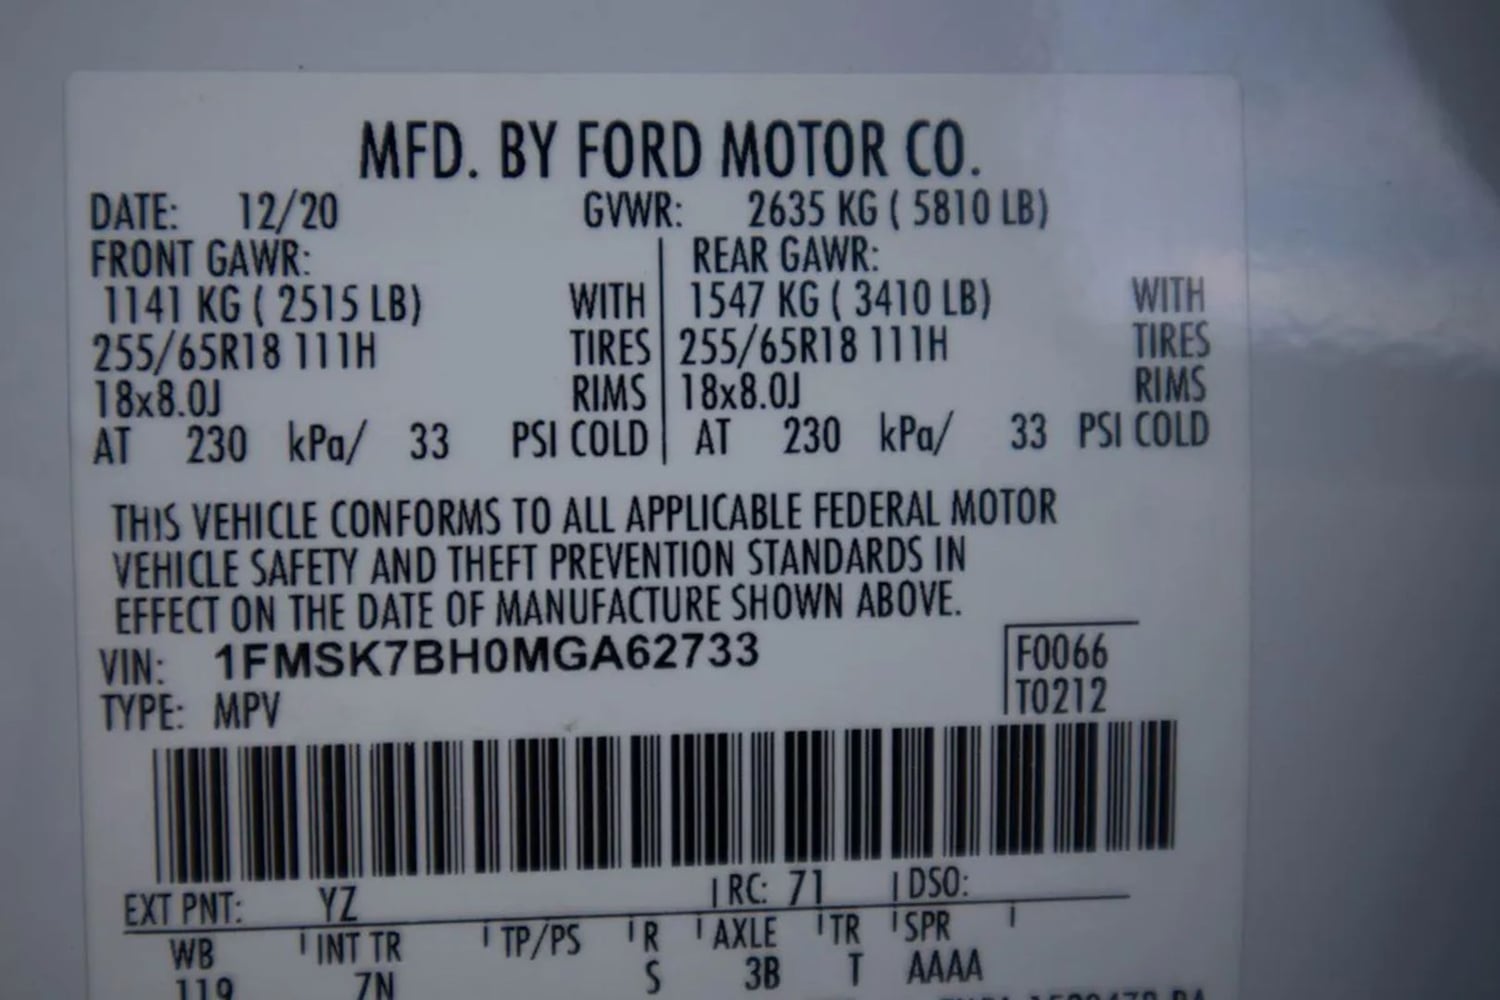 MFD. BY FORD MOTOR CO.
DATE: 12/20 GVWR: 2635 KG ( 5810 LB)
FRONT GAWR: REAR GAWR:
1141 KG ( 2515 LB) WITH 1547 KG ( 3410 LB) WITH
255/65R18 111H TIRES 255/65R18 111H TIRES
18x8.0J RIMS 18x8.0J RIMS
AT 230 kPa/ 33 PSI COLD AT 230 kPa/ 33 PSI COLD
THIS VEHICLE CONFORMS TO ALL APPLICABLE FEDERAL MOTOR
VEHICLE SAFETY AND THEFT PREVENTION STANDARDS IN
EFFECT ON THE DATE OF MANUFACTURE SHOWN ABOVE.
VIN: 1FMSK7BH0MGA62733 F0066
TYPE: MPV T0212
EXT PNT: YZ RC: 71 DSO:
WB INT TR TP/PS R AXLE TR SPR
119 7N S 3B T AAAA